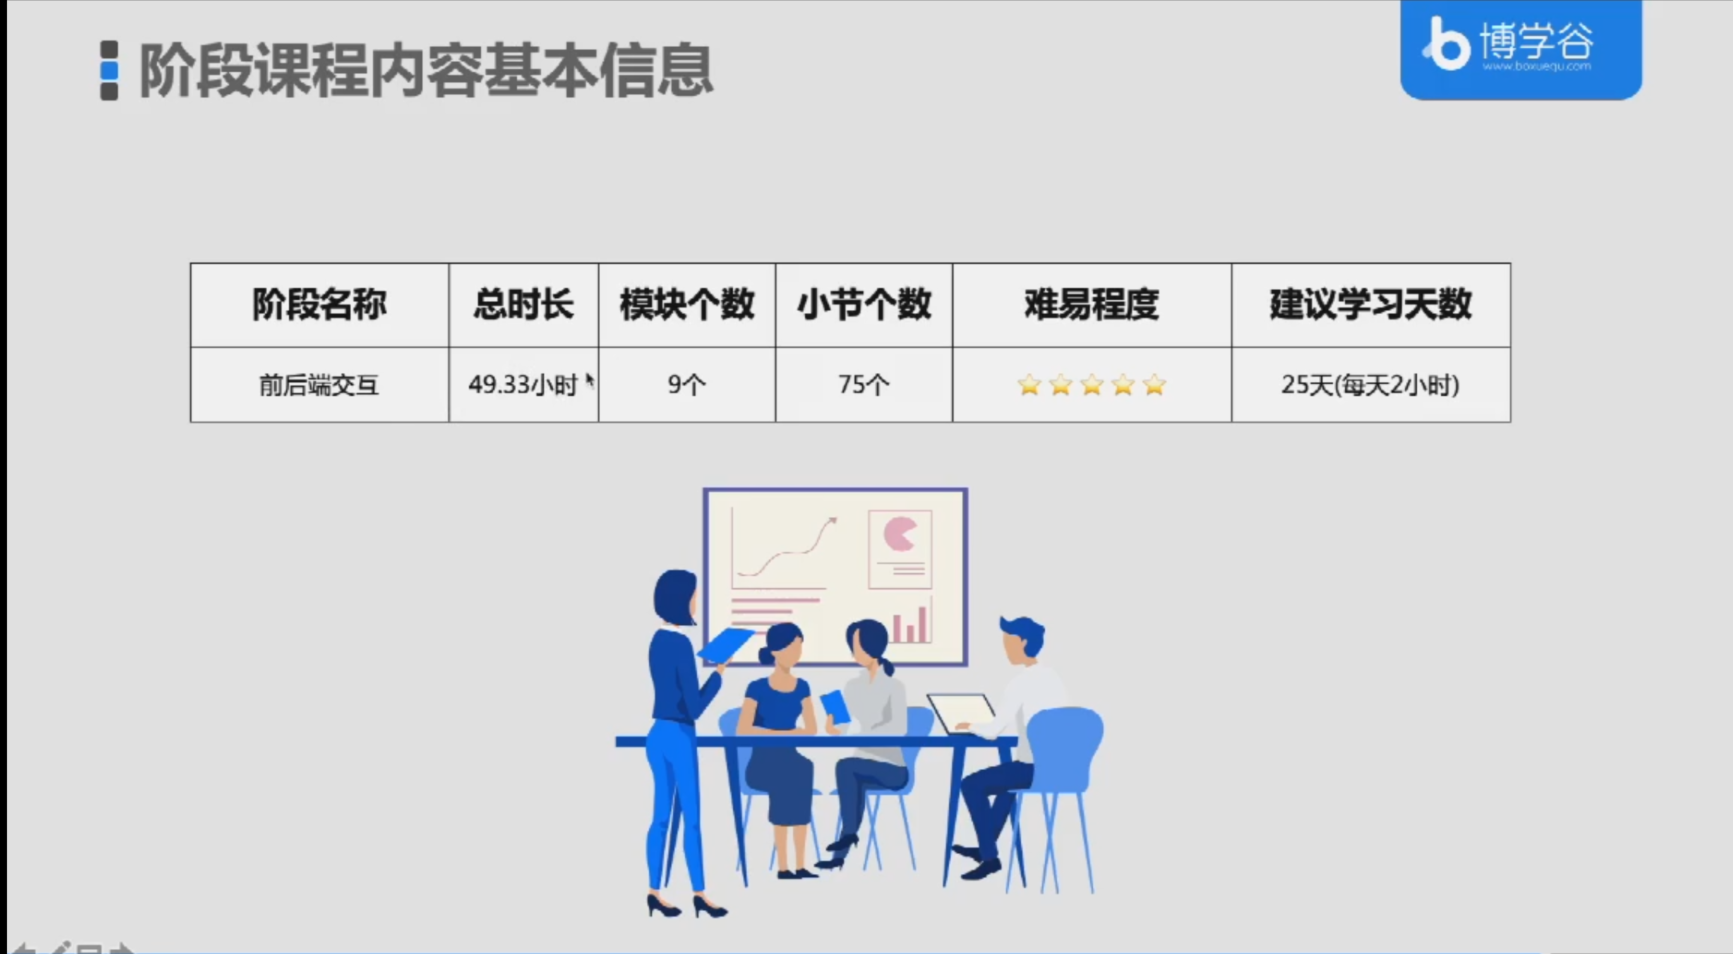 阶段课程内容基本信息
博学谷
www.boxuegu.com
阶段名称 总时长 模块个数 小节个数 难易程度 建议学习天数
前后端交互 49.33小时 9个 75个 ⭐⭐⭐⭐⭐ 25天(每天2小时)